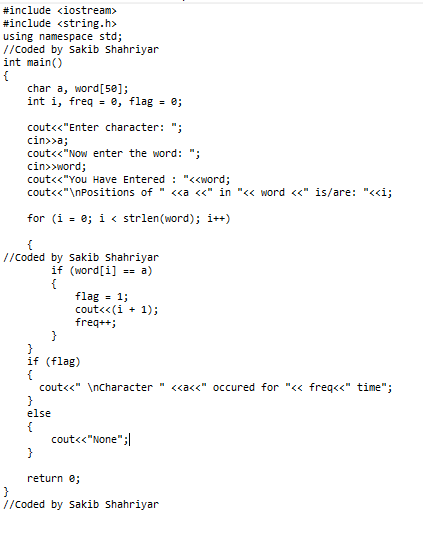 #include <iostream>
#include <string.h>
using namespace std;
//Coded by Sakib Shahriyar
int main()
{
    char a, word[50];
    int i, freq = 0, flag = 0;

    cout<<"Enter character: ";
    cin>>a;
    cout<<"Now enter the word: ";
    cin>>word;
    cout<<"You Have Entered : "<<word;
    cout<<"\nPositions of " <<a <<" in "<< word <<" is/are: "<<i;

    for (i = 0; i < strlen(word); i++)

    {
//Coded by Sakib Shahriyar
        if (word[i] == a)
        {
            flag = 1;
            cout<<(i + 1);
            freq++;
        }
    }
    if (flag)
    {
      cout<<" \nCharacter " <<a<<" occured for "<< freq<<" time";
    }
    else
    {
        cout<<"None";
    }

    return 0;
}
//Coded by Sakib Shahriyar